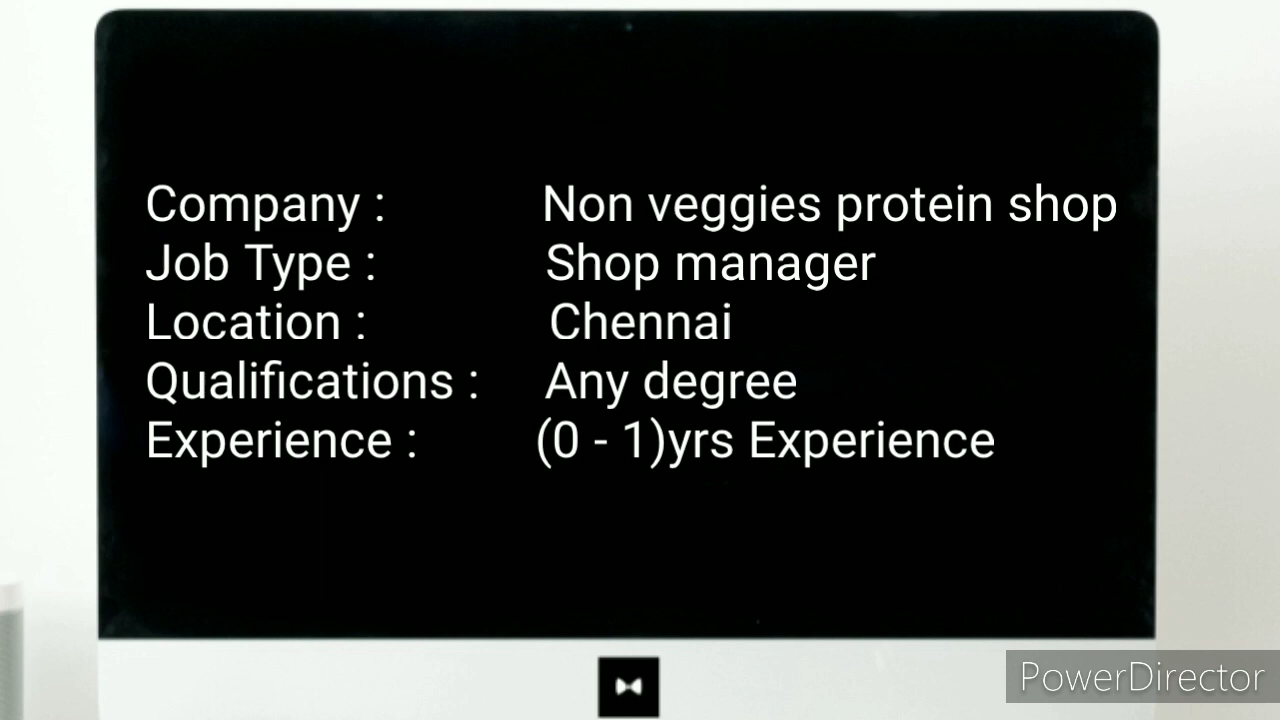 Company : Non veggies protein shop
Job Type : Shop manager
Location : Chennai
Qualifications : Any degree
Experience : (0 - 1)yrs Experience
PowerDirector